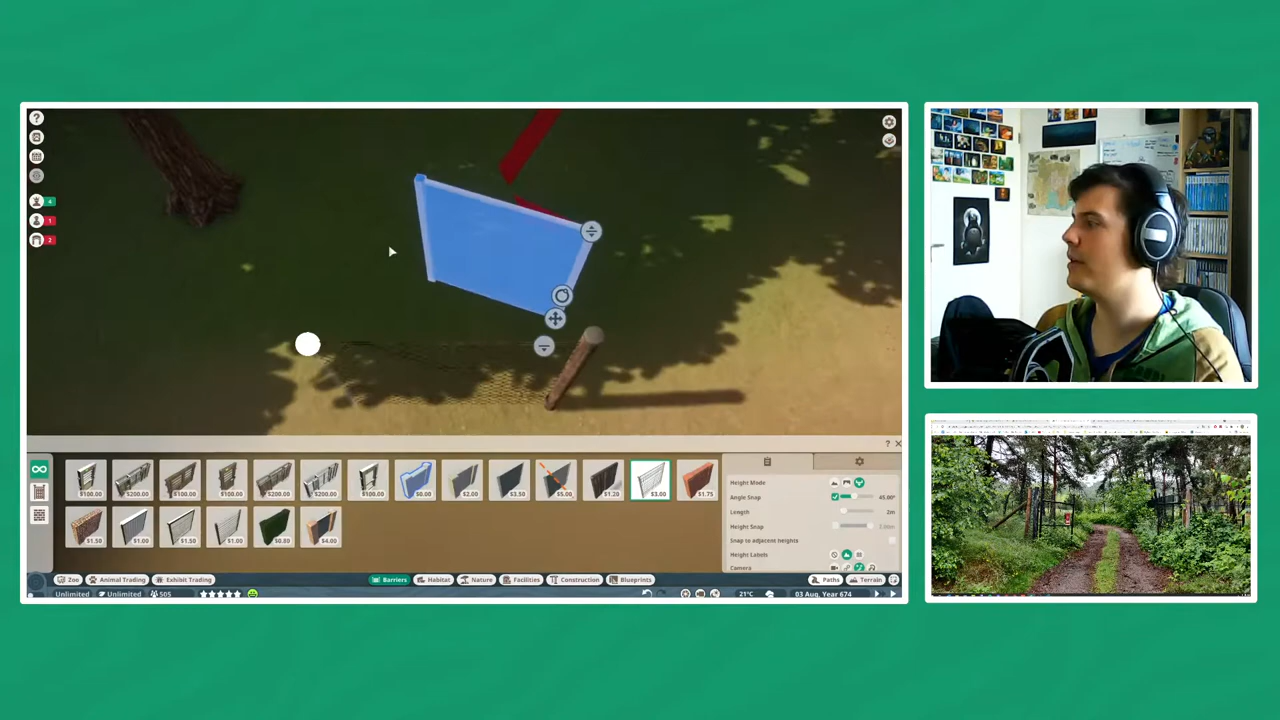 ?
4
1
2
? ×
$100.00 $200.00 $100.00 $100.00 $200.00 $200.00 $100.00 $0.00 $2.00 $3.50 $5.00 $1.20 $3.00 $1.75
$1.50 $1.00 $1.50 $1.00 $0.80 $4.00
Height Mode
Angle Snap 45.00°
Length 2m
Height Snap
Snap to adjacent heights
Height Labels
Camera
Zoo Animal Trading Exhibit Trading Barriers Habitat Nature Facilities Construction Blueprints Paths Terrain
Unlimited Unlimited 505 21°C 03 Aug, Year 674